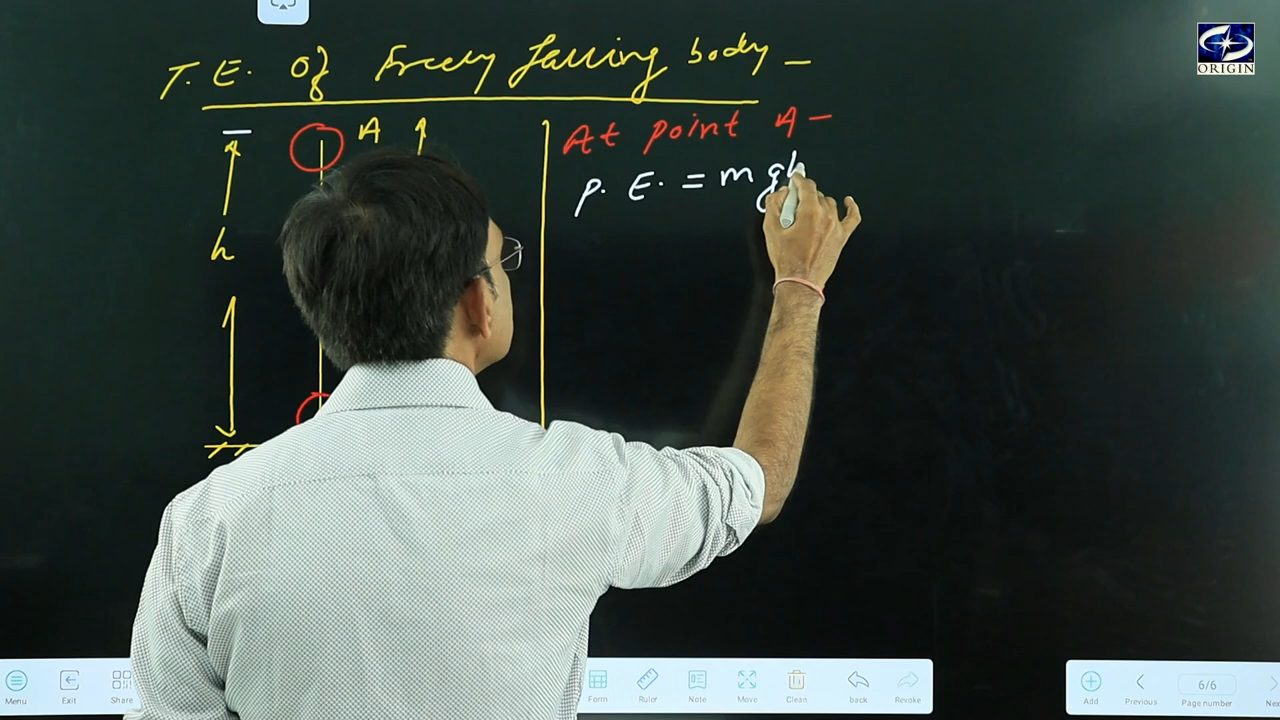 T. E. Of Freely falling body -
A
At point A -
P. E. = mgh
h
ORIGIN
Menu
Exit
Share
Form
Ruler
Note
Move
Clean
back
Revoke
Add
Previous
6/6
Page number